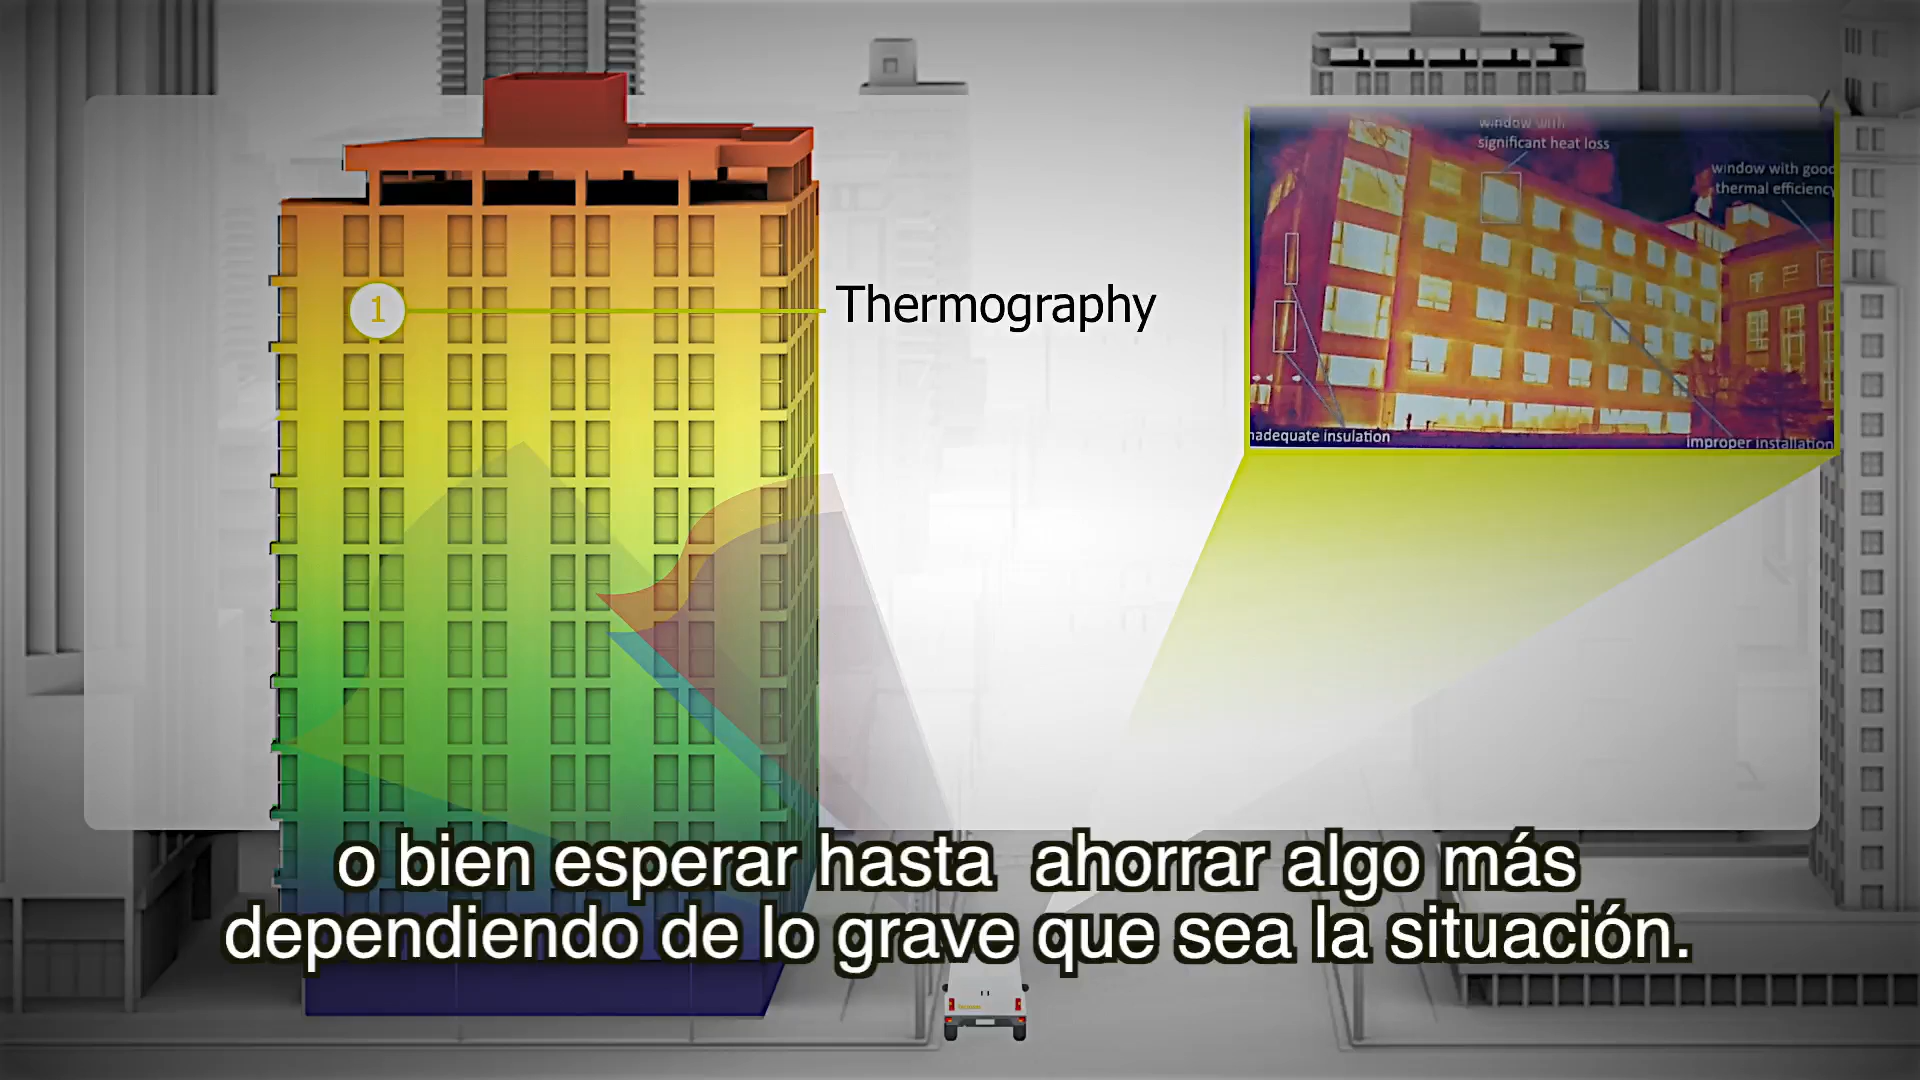 window with
significant heat loss
window with good
thermal efficiency
1
Thermography
nadequate insulation
improper installation
o bien esperar hasta  ahorrar algo más
dependiendo de lo grave que sea la situación.